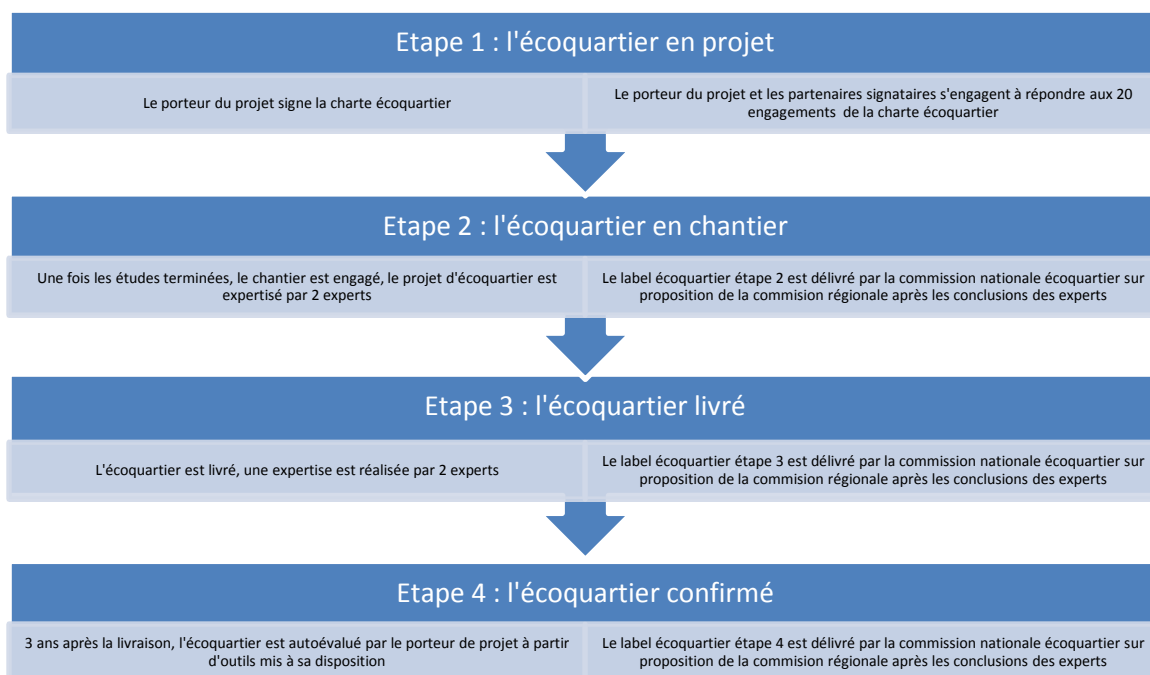 Etape 1 : l'écoquartier en projet
Le porteur du projet signe la charte écoquartier
Le porteur du projet et les partenaires signataires s'engagent à répondre aux 20
engagements de la charte écoquartier
Etape 2 : l'écoquartier en chantier
Une fois les études terminées, le chantier est engagé, le projet d'écoquartier est
expertisé par 2 experts
Le label écoquartier étape 2 est délivré par la commission nationale écoquartier sur
proposition de la commision régionale après les conclusions des experts
Etape 3 : l'écoquartier livré
L'écoquartier est livré, une expertise est réalisée par 2 experts
Le label écoquartier étape 3 est délivré par la commission nationale écoquartier sur
proposition de la commision régionale après les conclusions des experts
Etape 4 : l'écoquartier confirmé
3 ans après la livraison, l'écoquartier est autoévalué par le porteur de projet à partir
d'outils mis à sa disposition
Le label écoquartier étape 4 est délivré par la commission nationale écoquartier sur
proposition de la commision régionale après les conclusions des experts